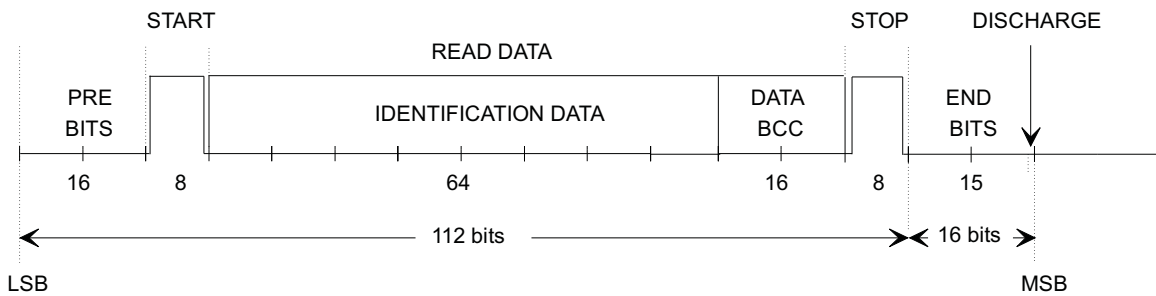 START
STOP
DISCHARGE
READ DATA
PRE
BITS
IDENTIFICATION DATA
DATA
BCC
END
BITS
16
8
64
16
8
15
112 bits
16 bits
LSB
MSB